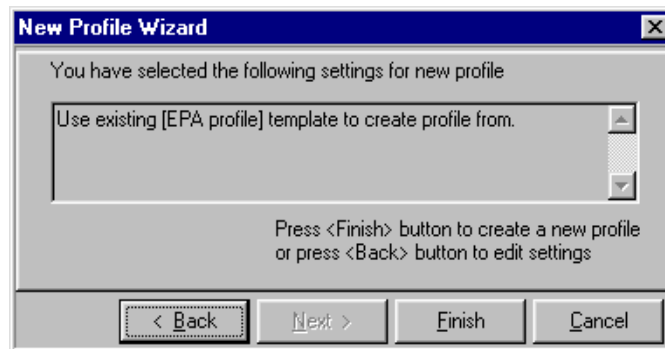 New Profile Wizard
You have selected the following settings for new profile
Use existing [EPA profile] template to create profile from.
Press <Finish> button to create a new profile
or press <Back> button to edit settings
< Back
Next >
Finish
Cancel